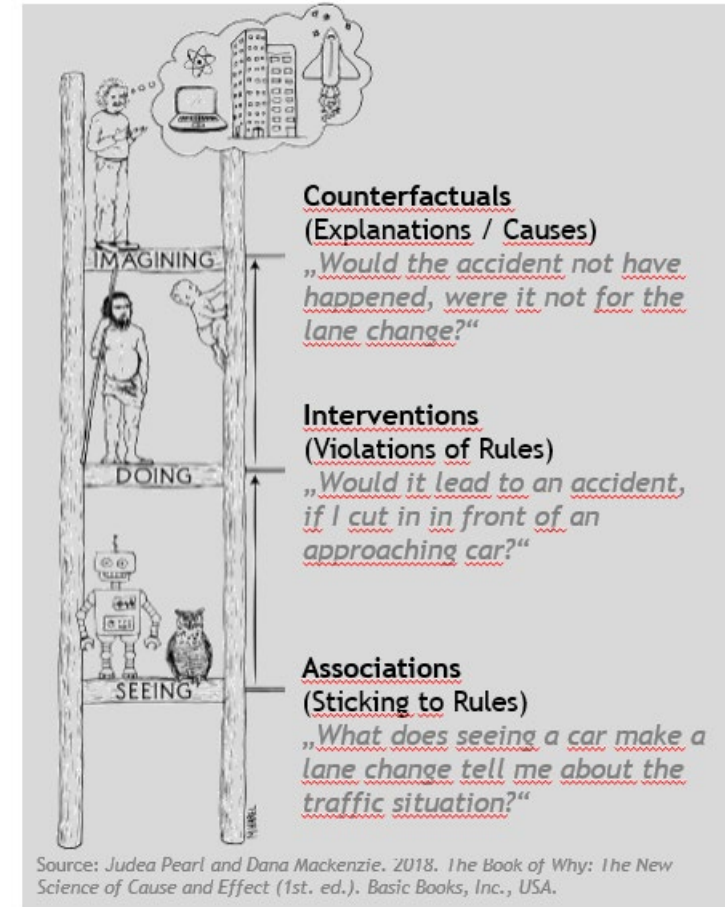 IMAGINING
Counterfactuals
(Explanations / Causes)
„Would the accident not have
happened, were it not for the
lane change?“
DOING
Interventions
(Violations of Rules)
„Would it lead to an accident,
if I cut in in front of an
approaching car?“
SEEING
Associations
(Sticking to Rules)
„What does seeing a car make a
lane change tell me about the
traffic situation?“
Source: Judea Pearl and Dana Mackenzie. 2018. The Book of Why: The New
Science of Cause and Effect (1st. ed.). Basic Books, Inc., USA.